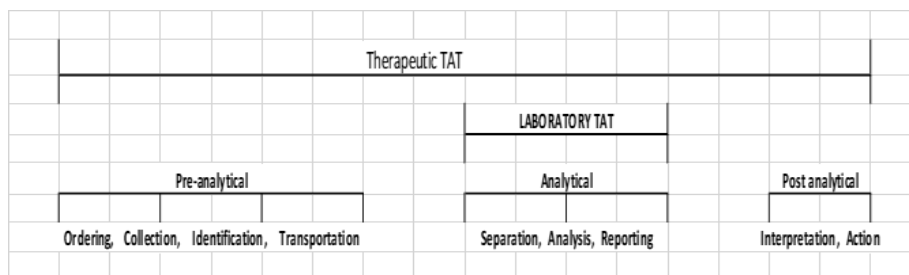 Therapeutic TAT
LABORATORY TAT
Pre-analytical Analytical Post analytical
Ordering, Collection, Identification, Transportation Separation, Analysis, Reporting Interpretation, Action